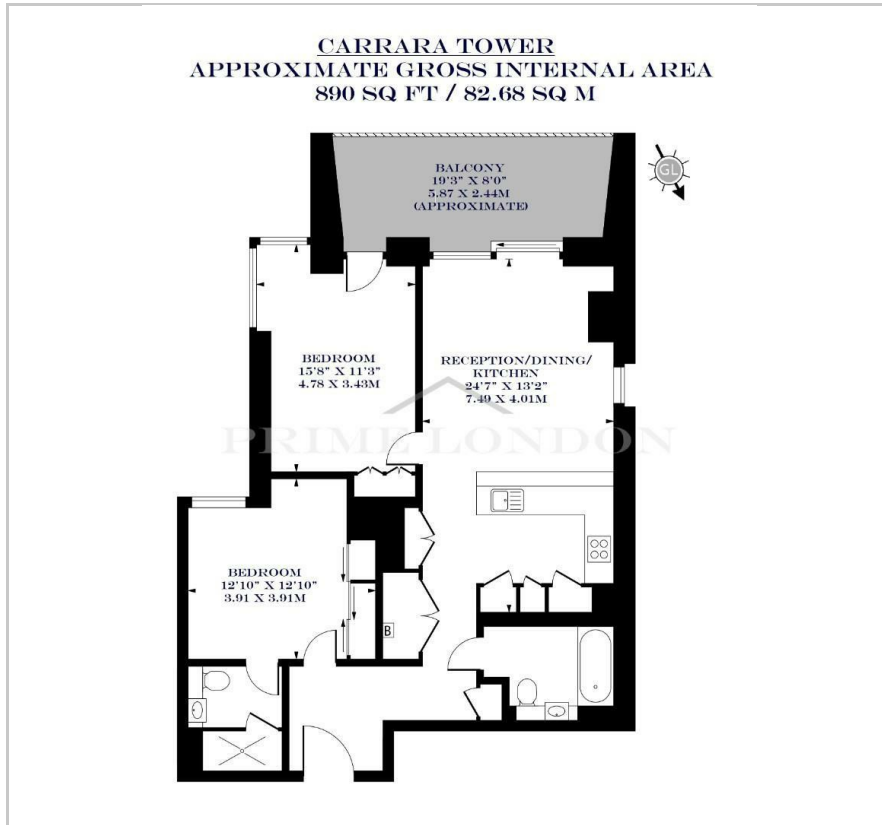 CARRARA TOWER
APPROXIMATE GROSS INTERNAL AREA
890 SQ FT / 82.68 SQ M
BALCONY
19'3" X 8'0"
5.87 X 2.44M
(APPROXIMATE)
GL
BEDROOM
15'8" X 11'3"
4.78 X 3.43M
RECEPTION/DINING/
KITCHEN
24'7" X 13'2"
7.49 X 4.01M
PRIME LONDON
BEDROOM
12'10" X 12'10"
3.91 X 3.91M
B